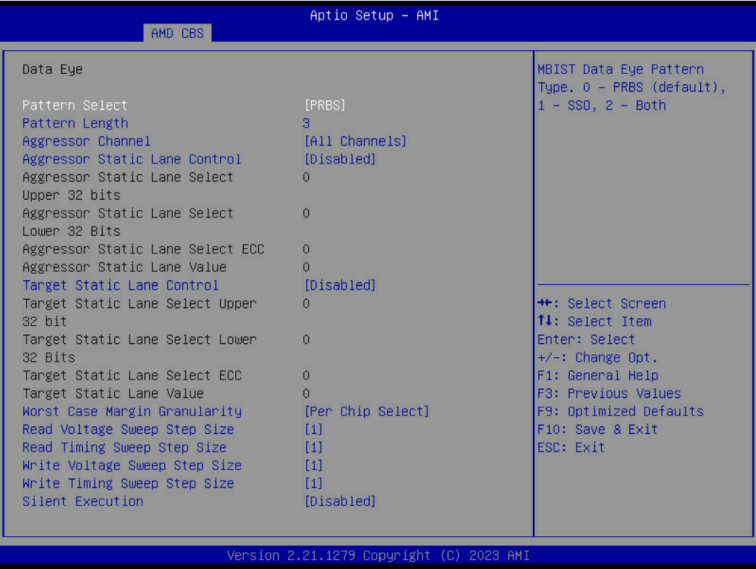 Aptio Setup – AMI
AMD CBS
Data Eye
Pattern Select [PRBS]
Pattern Length 3
Aggressor Channel [All Channels]
Aggressor Static Lane Control [Disabled]
Aggressor Static Lane Select 0
Upper 32 bits
Aggressor Static Lane Select 0
Lower 32 Bits
Aggressor Static Lane Select ECC 0
Aggressor Static Lane Value 0
Target Static Lane Control [Disabled]
Target Static Lane Select Upper 0
32 bit
Target Static Lane Select Lower 0
32 Bits
Target Static Lane Select ECC 0
Target Static Lane Value 0
Worst Case Margin Granularity [Per Chip Select]
Read Voltage Sweep Step Size [1]
Read Timing Sweep Step Size [1]
Write Voltage Sweep Step Size [1]
Write Timing Sweep Step Size [1]
Silent Execution [Disabled]
MBIST Data Eye Pattern
Type. 0 – PRBS (default),
1 – SSO, 2 – Both
→←: Select Screen
↑↓: Select Item
Enter: Select
+/-: Change Opt.
F1: General Help
F3: Previous Values
F9: Optimized Defaults
F10: Save & Exit
ESC: Exit
Version 2.21.1279 Copyright (C) 2023 AMI